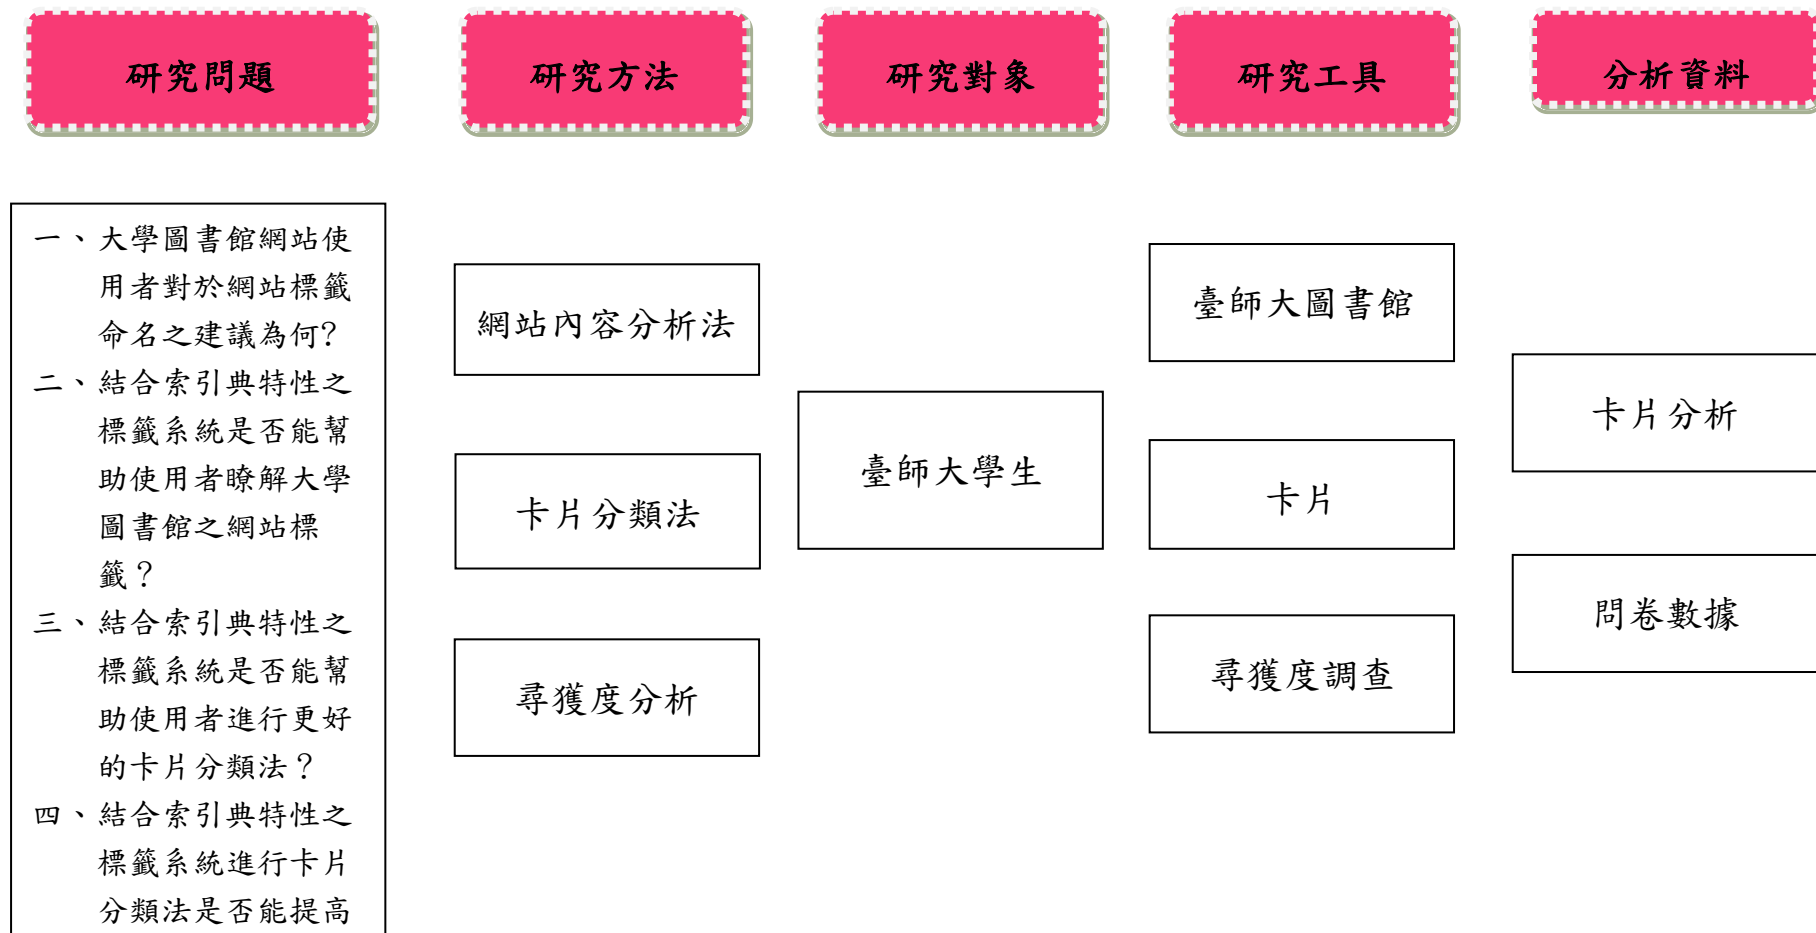 研究問題
研究方法
研究對象
研究工具
分析資料
一、大學圖書館網站使
用者對於網站標籤
命名之建議為何?
二、結合索引典特性之
標籤系統是否能幫
助使用者瞭解大學
圖書館之網站標
籤？
三、結合索引典特性之
標籤系統是否能幫
助使用者進行更好
的卡片分類法？
四、結合索引典特性之
標籤系統進行卡片
分類法是否能提高
網站內容分析法
卡片分類法
尋獲度分析
臺師大學生
臺師大圖書館
卡片
尋獲度調查
卡片分析
問卷數據